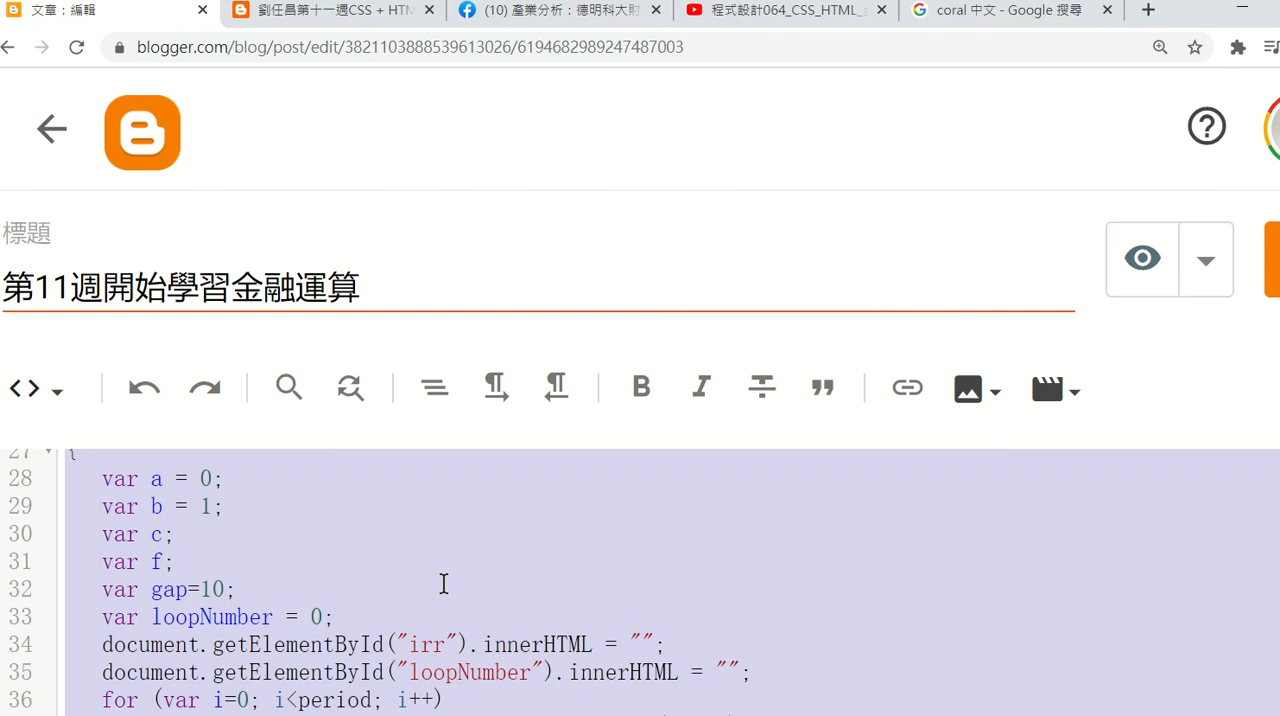 文章：編輯
劉任昌第十一週CSS + HTM
(10) 產業分析：德明科大財
程式設計064_CSS_HTML_
coral 中文 - Google 搜尋
blogger.com/blog/post/edit/3821103888539613026/6194682989247487003
標題
第11週開始學習金融運算
27 {
28 var a = 0;
29 var b = 1;
30 var c;
31 var f;
32 var gap=10;
33 var loopNumber = 0;
34 document.getElementById("irr").innerHTML = "";
35 document.getElementById("loopNumber").innerHTML = "";
36 for (var i=0; i<period; i++)